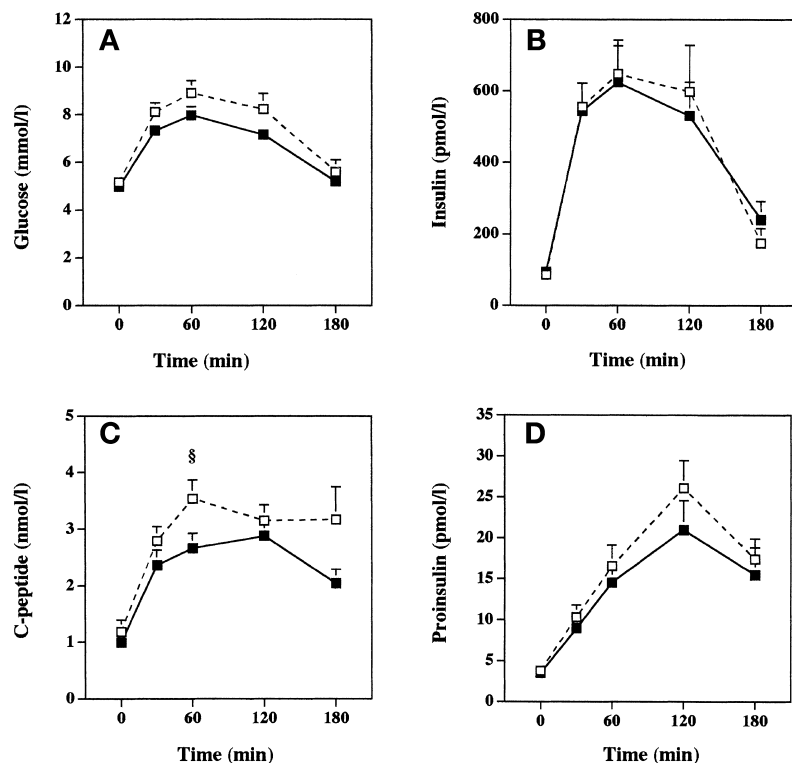 A
Glucose (mmol/l)
12
10
8
6
4
2
0
0 60 120 180
Time (min)
B
Insulin (pmol/l)
800
600
400
200
0
0 60 120 180
Time (min)
C
C-peptide (nmol/l)
5
4
3
2
1
0
§
0 60 120 180
Time (min)
D
Proinsulin (pmol/l)
35
30
25
20
15
10
5
0
0 60 120 180
Time (min)